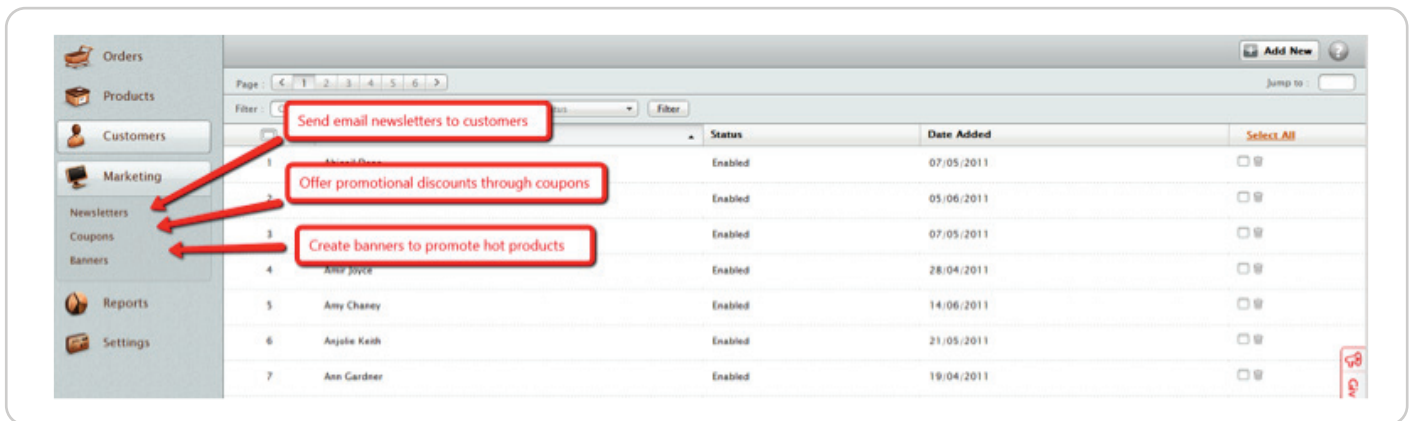 Orders
Add New
Page : < 1 2 3 4 5 6 >
Jump to :
Products
Filter :
Filter
Send email newsletters to customers
Customers
Status
Date Added
Select All
1
Enabled
07/05/2011
Marketing
Offer promotional discounts through coupons
Enabled
05/06/2011
Newsletters
Coupons
3
Enabled
07/05/2011
Create banners to promote hot products
Banners
4 Amir Joyce
Enabled
28/04/2011
Reports
5 Amy Chaney
Enabled
14/06/2011
Settings
6 Anjolie Keith
Enabled
21/05/2011
7 Ann Gardner
Enabled
19/04/2011